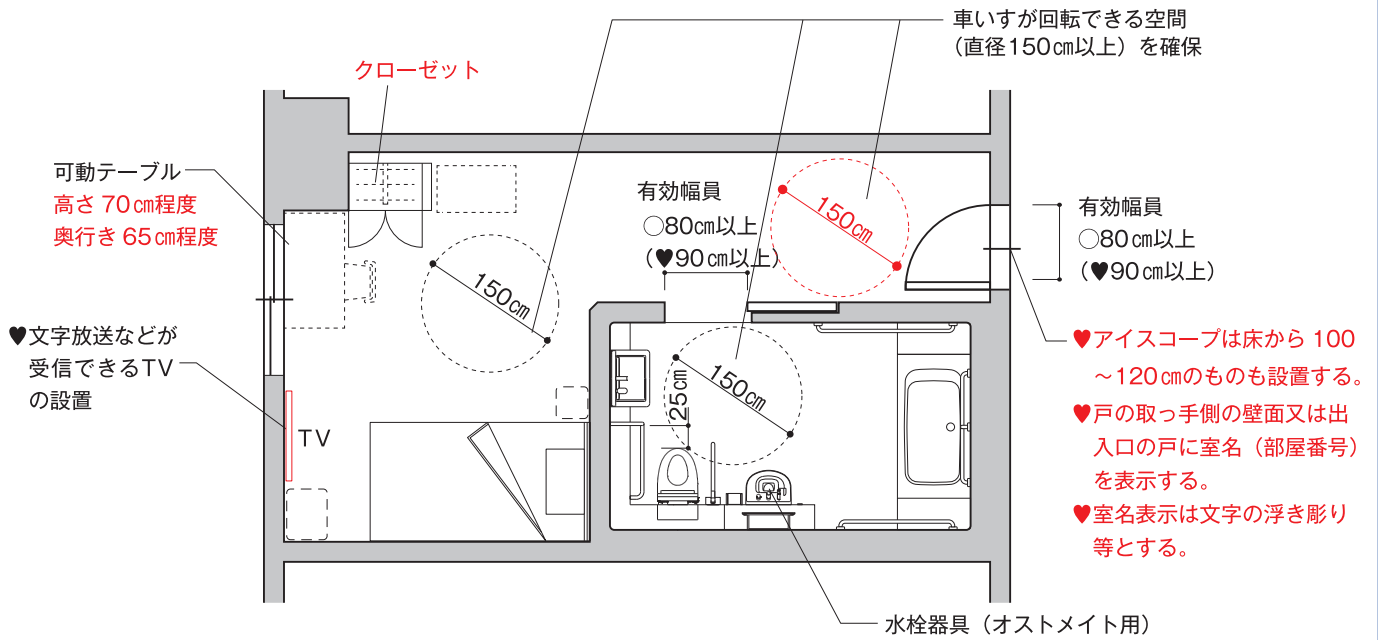 車いすが回転できる空間
（直径150㎝以上）を確保
クローゼット
可動テーブル
高さ 70㎝程度
奥行き 65㎝程度
有効幅員
○80㎝以上
（♥90㎝以上）
150㎝
有効幅員
○80㎝以上
（♥90㎝以上）
150㎝
♥文字放送などが
受信できるTV
の設置
TV
150㎝
25㎝
♥アイスコープは床から 100
～120㎝のものも設置する。
♥戸の取っ手側の壁面又は出
入口の戸に室名（部屋番号）
を表示する。
♥室名表示は文字の浮き彫り
等とする。
水栓器具（オストメイト用）